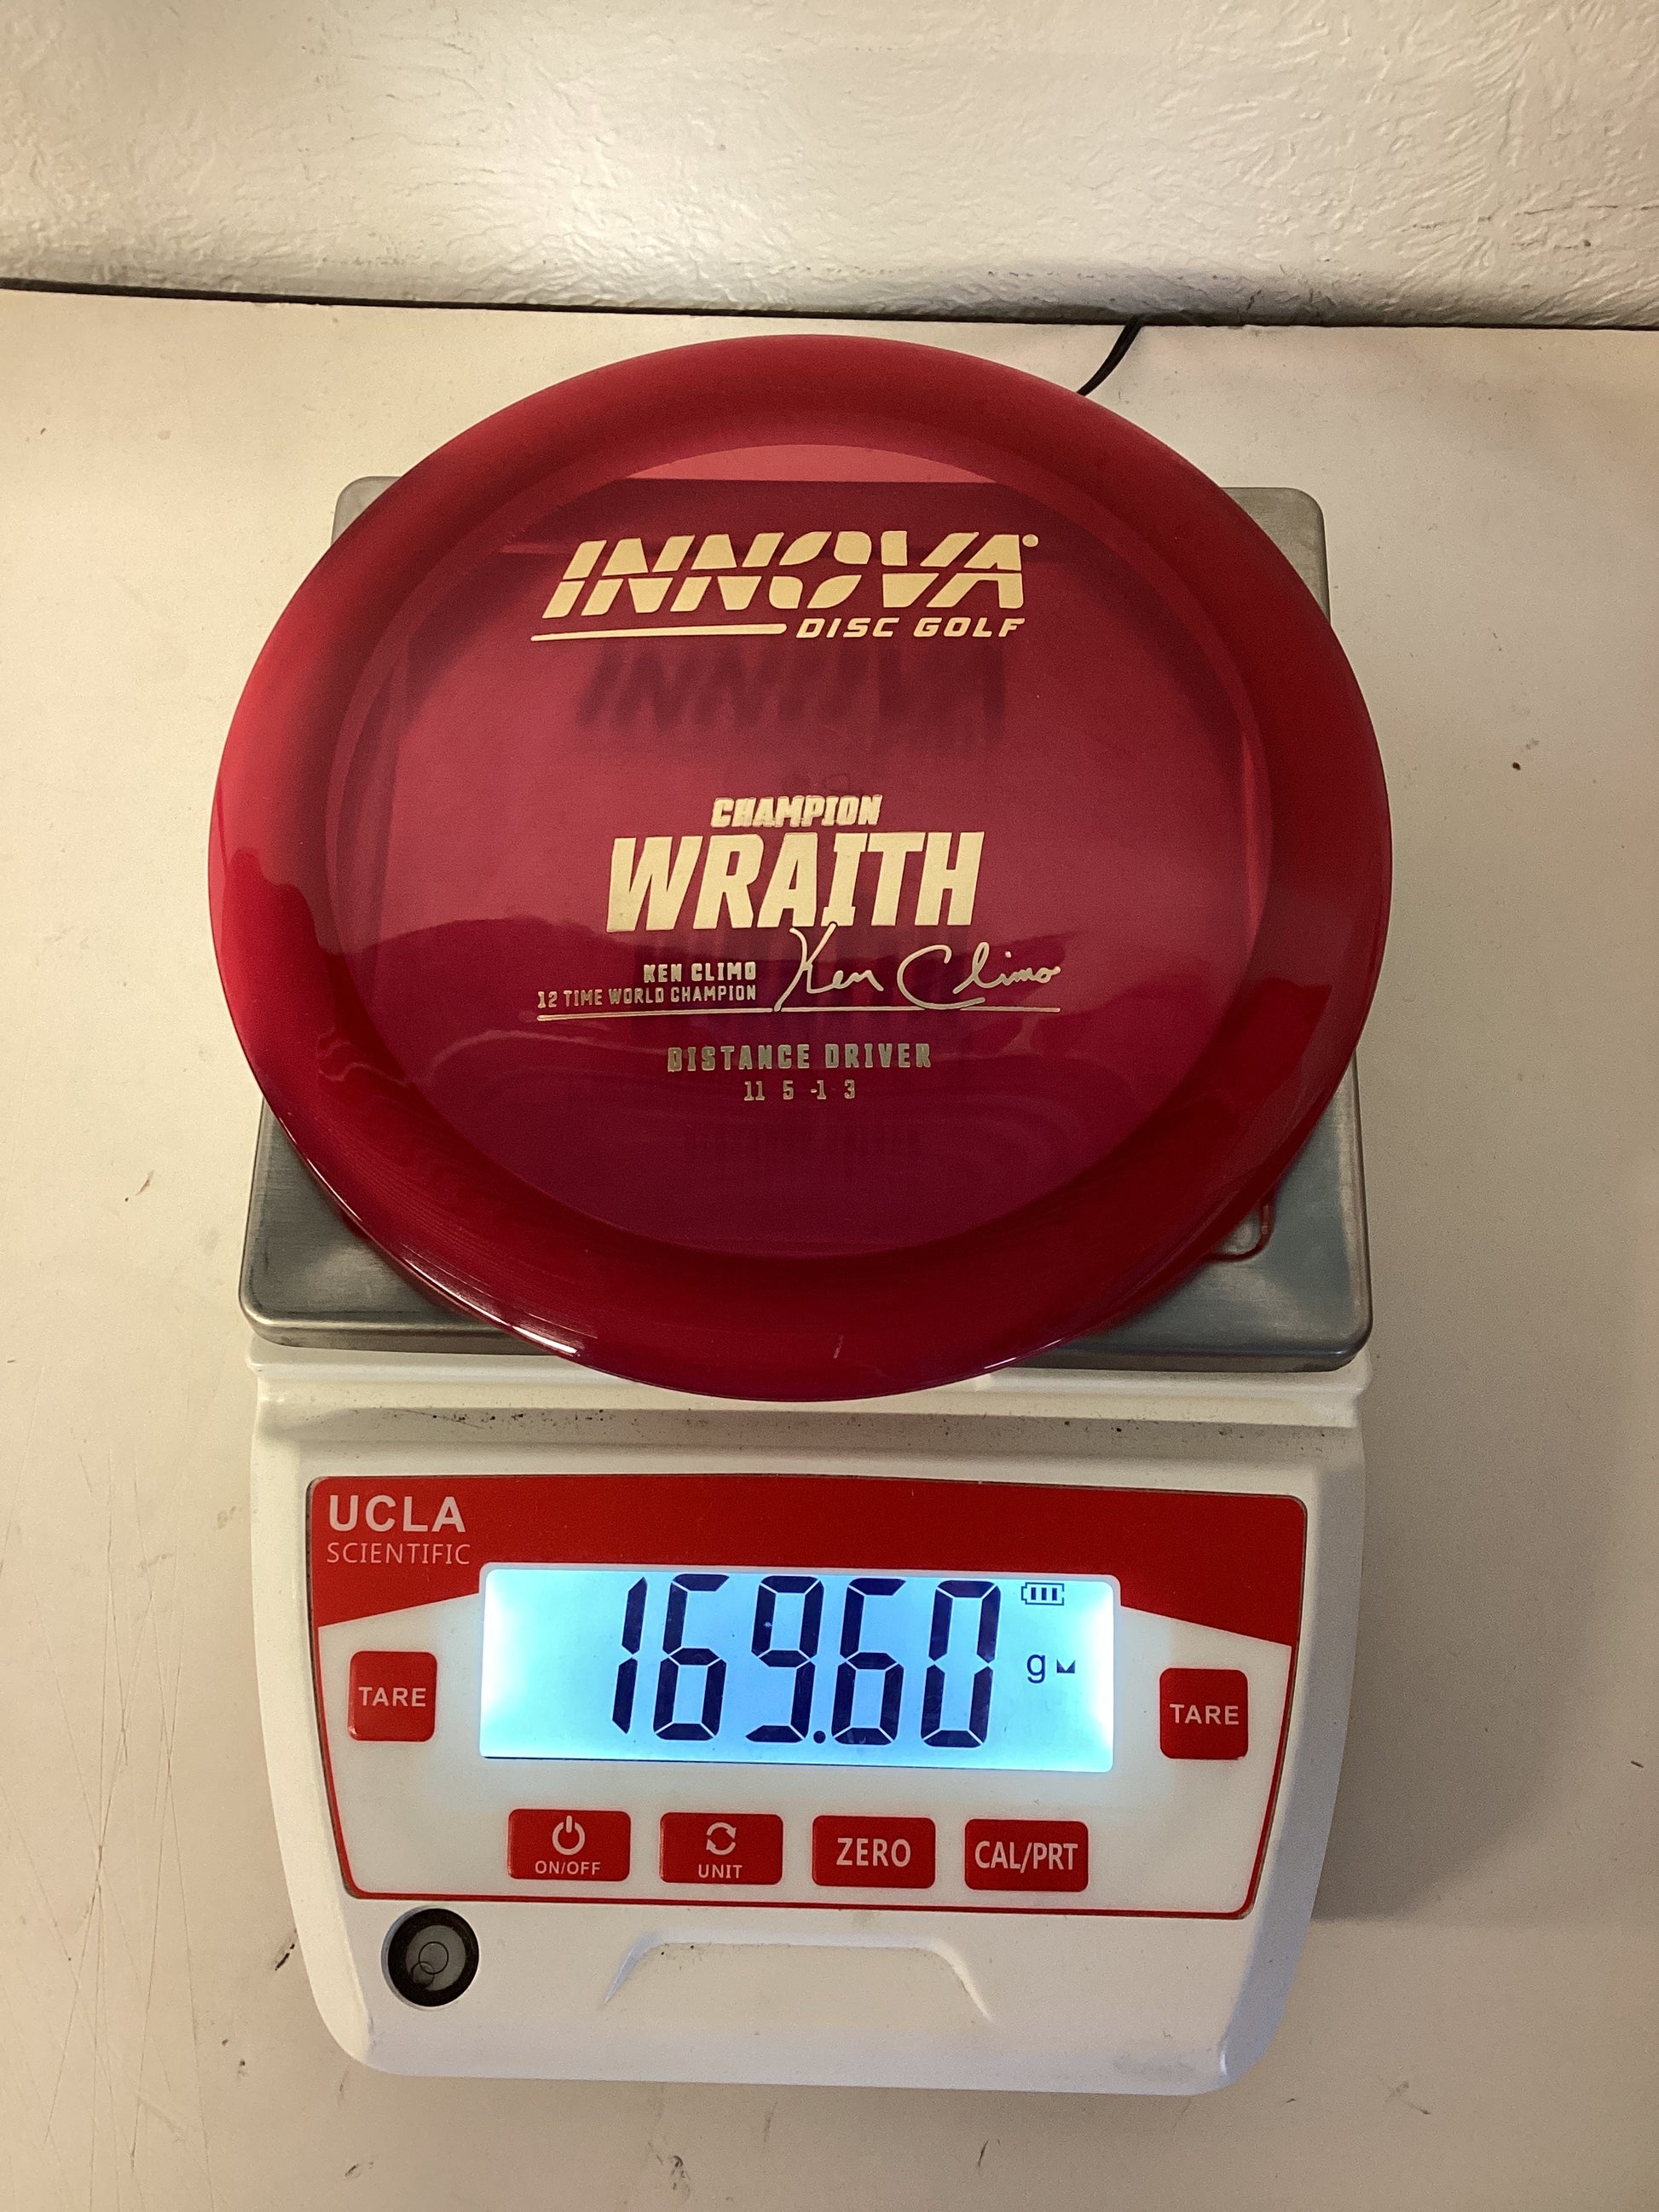 INNOVA
DISC GOLF
CHAMPION
WRAITH
KEN CLIMO Ken Climo
12 TIME WORLD CHAMPION
DISTANCE DRIVER
11 5 -1 3
UCLA
SCIENTIFIC
169.60 g
TARE TARE
ON/OFF UNIT ZERO CAL/PRT